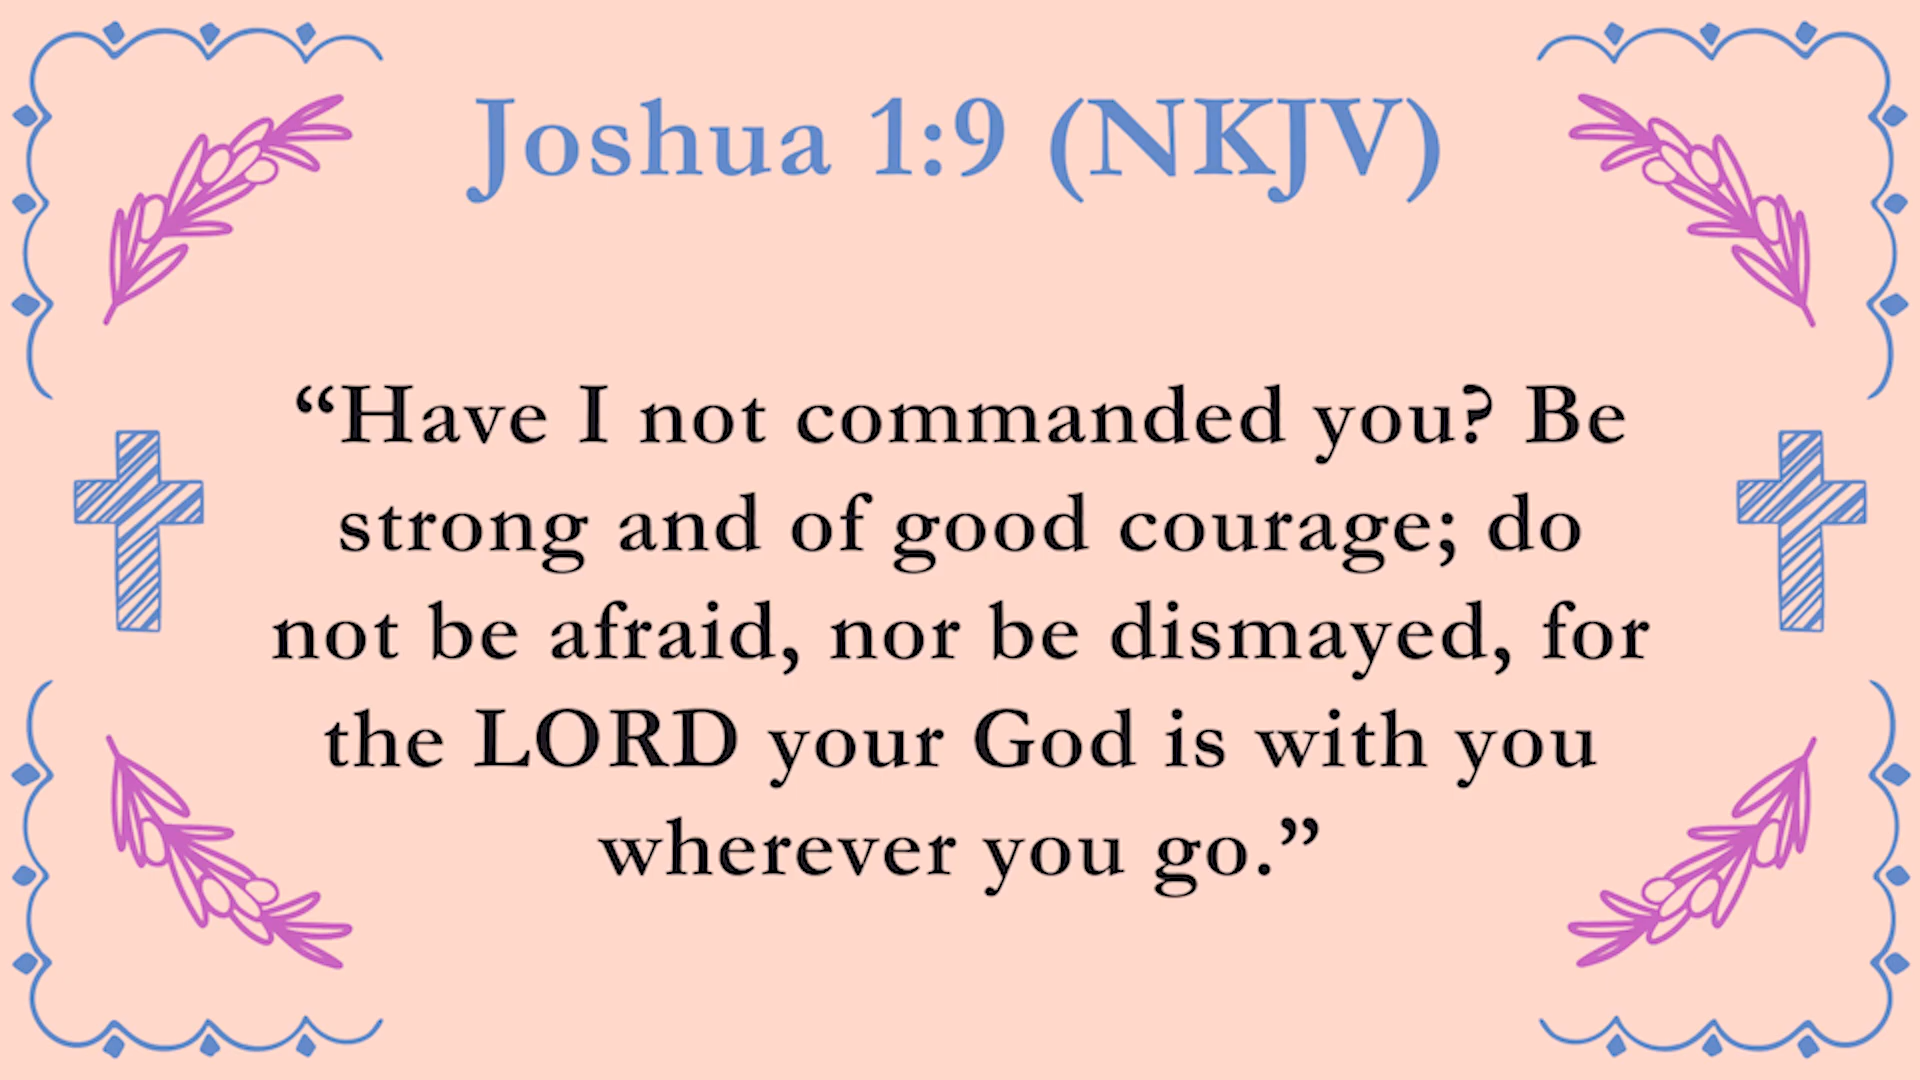 Joshua 1:9 (NKJV)
“Have I not commanded you? Be
strong and of good courage; do
not be afraid, nor be dismayed, for
the LORD your God is with you
wherever you go.”